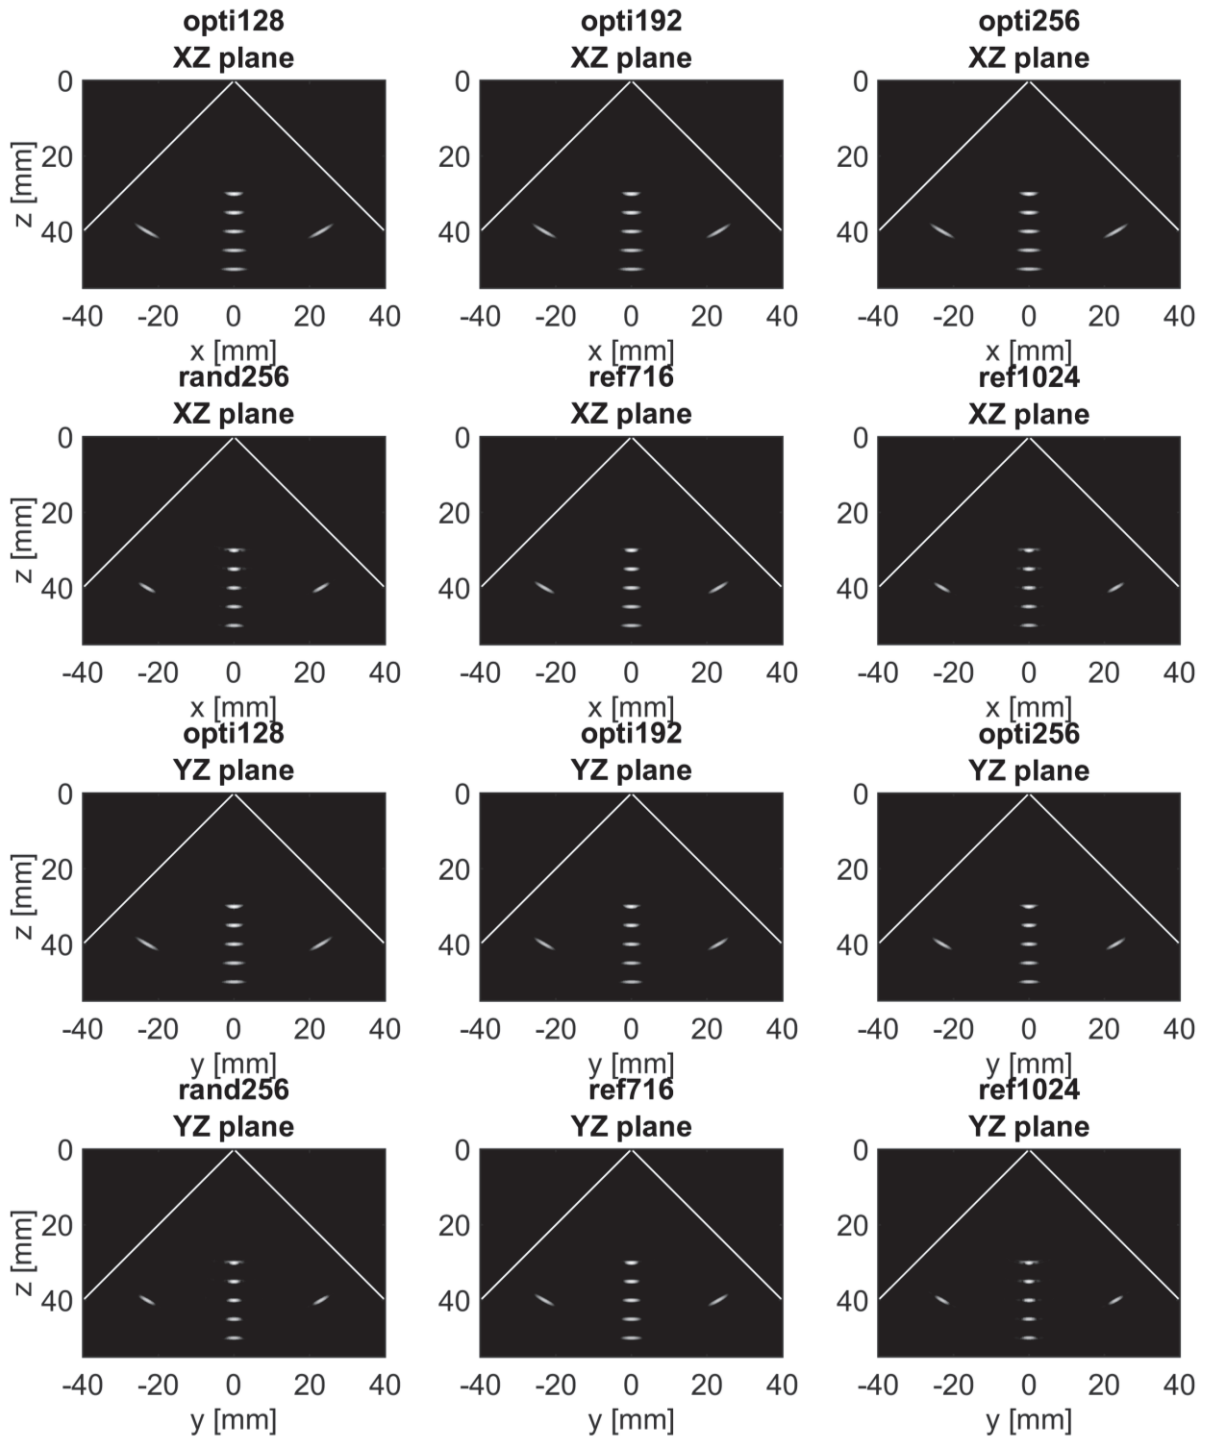 opti128 opti192 opti256
XZ plane XZ plane XZ plane
0 0 0
20 20 20
40 40 40
z [mm]
-40 -20 0 20 40 -40 -20 0 20 40 -40 -20 0 20 40
x [mm] x [mm] x [mm]
rand256 ref716 ref1024
XZ plane XZ plane XZ plane
0 0 0
20 20 20
40 40 40
z [mm]
-40 -20 0 20 40 -40 -20 0 20 40 -40 -20 0 20 40
x [mm] x [mm] x [mm]
opti128 opti192 opti256
YZ plane YZ plane YZ plane
0 0 0
20 20 20
40 40 40
z [mm]
-40 -20 0 20 40 -40 -20 0 20 40 -40 -20 0 20 40
y [mm] y [mm] y [mm]
rand256 ref716 ref1024
YZ plane YZ plane YZ plane
0 0 0
20 20 20
40 40 40
z [mm]
-40 -20 0 20 40 -40 -20 0 20 40 -40 -20 0 20 40
y [mm] y [mm] y [mm]